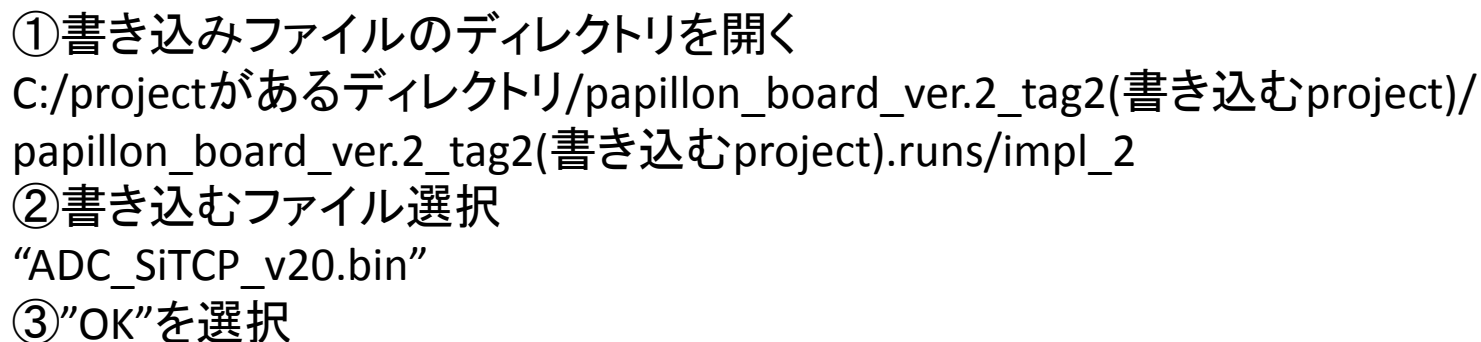 ①書き込みファイルのディレクトリを開く
C:/projectがあるディレクトリ/papillon_board_ver.2_tag2(書き込むproject)/
papillon_board_ver.2_tag2(書き込むproject).runs/impl_2
②書き込むファイル選択
“ADC_SiTCP_v20.bin”
③”OK”を選択